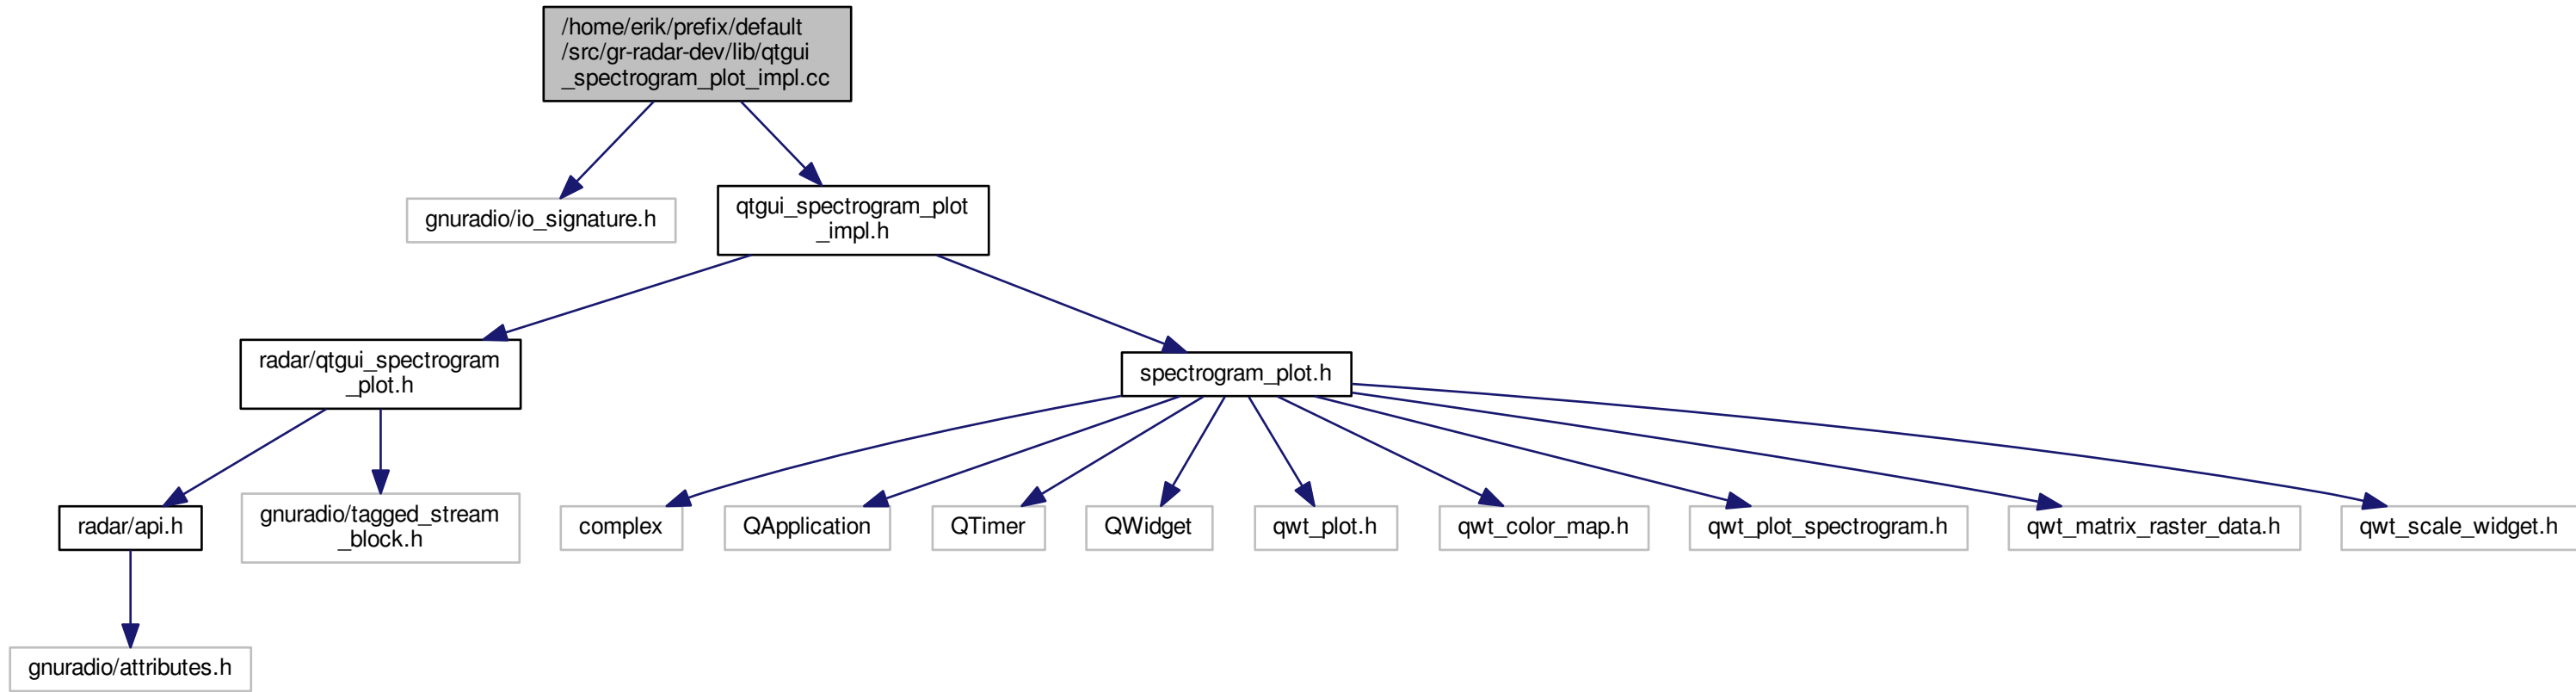 /home/erik/prefix/default
/src/gr-radar-dev/lib/qtgui
_spectrogram_plot_impl.cc
gnuradio/io_signature.h
qtgui_spectrogram_plot
_impl.h
radar/qtgui_spectrogram
_plot.h
spectrogram_plot.h
radar/api.h
gnuradio/tagged_stream
_block.h
complex
QApplication
QTimer
QWidget
qwt_plot.h
qwt_color_map.h
qwt_plot_spectrogram.h
qwt_matrix_raster_data.h
qwt_scale_widget.h
gnuradio/attributes.h